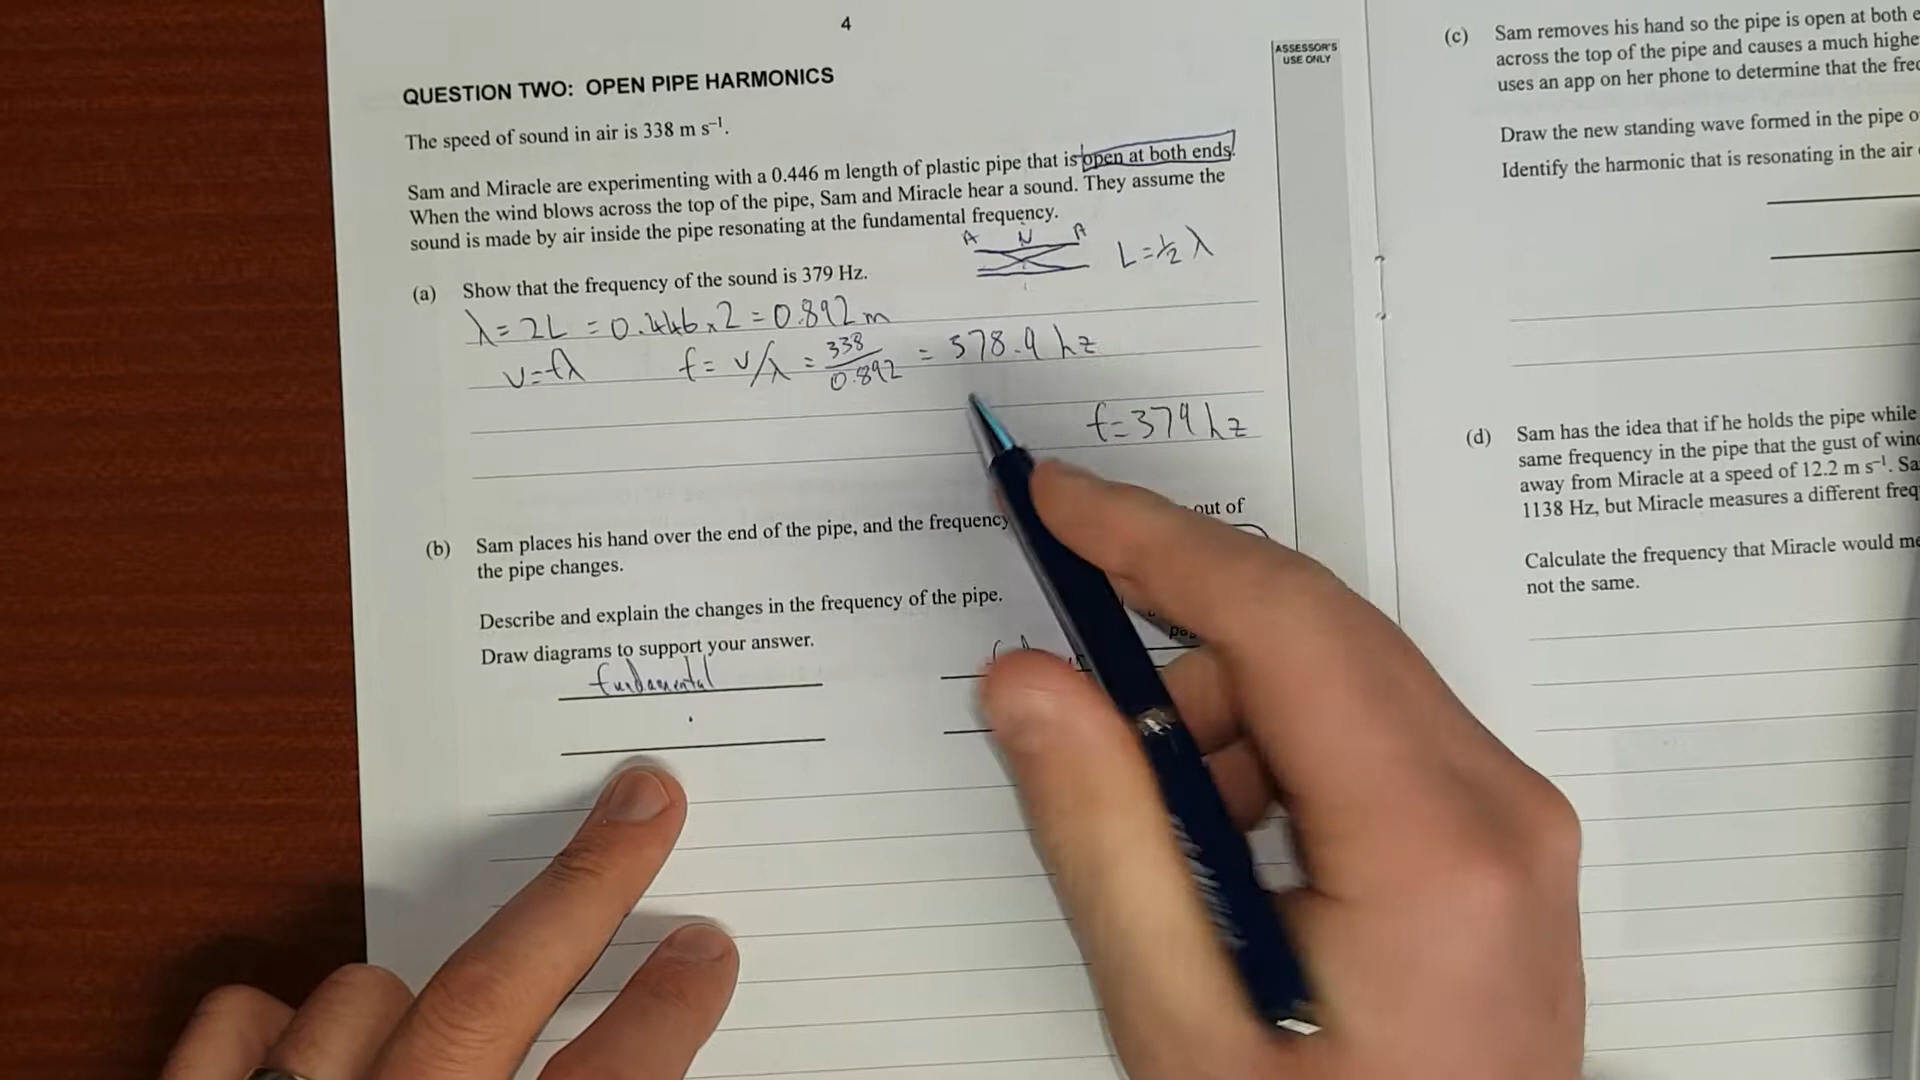 4
ASSESSOR'S
USE ONLY
QUESTION TWO: OPEN PIPE HARMONICS
The speed of sound in air is 338 m s⁻¹.
Sam and Miracle are experimenting with a 0.446 m length of plastic pipe that is open at both ends.
When the wind blows across the top of the pipe, Sam and Miracle hear a sound. They assume the
sound is made by air inside the pipe resonating at the fundamental frequency.
A N A
L = ½ λ
(a) Show that the frequency of the sound is 379 Hz.
λ = 2L = 0.446 x 2 = 0.892 m
v = fλ f = v/λ = 338/0.892 = 378.9 hz
f = 379 hz
(b) Sam places his hand over the end of the pipe, and the frequency out of
the pipe changes.
Describe and explain the changes in the frequency of the pipe.
Draw diagrams to support your answer.
fundamental
(c) Sam removes his hand so the pipe is open at both
across the top of the pipe and causes a much
uses an app on her phone to determine that the
Draw the new standing wave formed in the pipe
Identify the harmonic that is resonating in the air
(d) Sam has the idea that if he holds the pipe while
same frequency in the pipe that the gust of
away from Miracle at a speed of 12.2 m s⁻¹.
1138 Hz, but Miracle measures a different
Calculate the frequency that Miracle would
not the same.